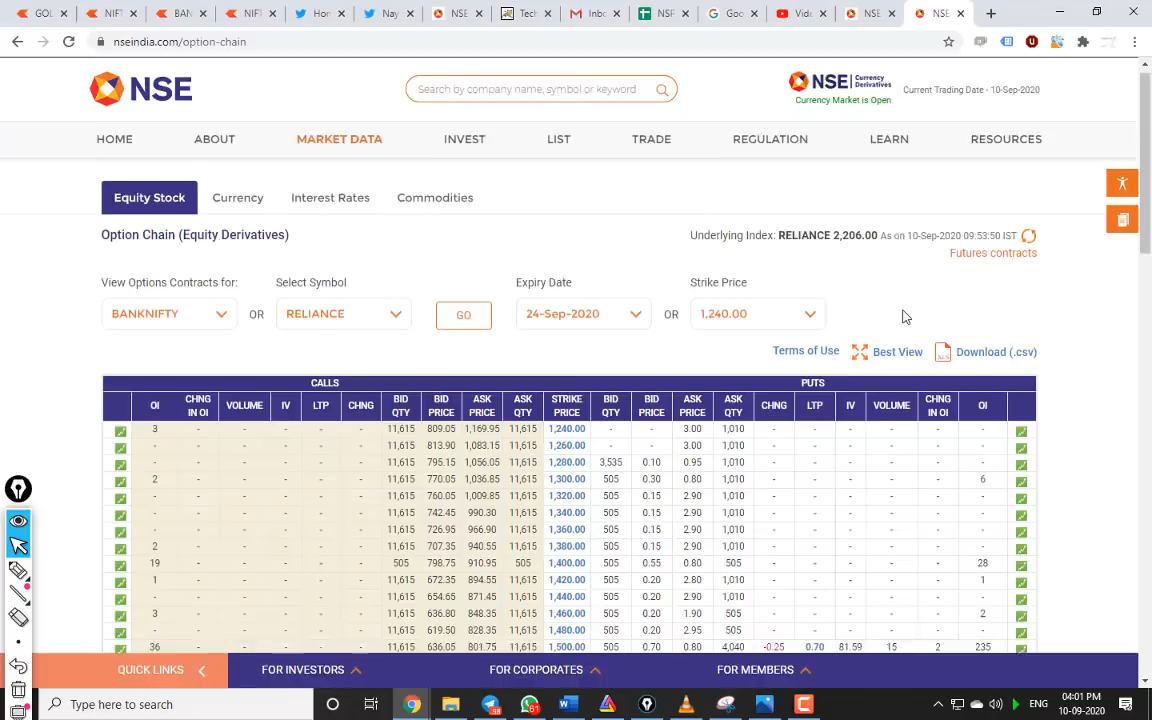 GOL
NIFT
BAN
NIFT
Hor
Nay
NSE
Tech
Inbo
NSF
Goo
Vide
NSE
NSE
nseindia.com/option-chain
NSE
Search by company name, symbol or keyword
NSE Currency Derivatives
Currency Market is Open
Current Trading Date - 10-Sep-2020
HOME ABOUT MARKET DATA INVEST LIST TRADE REGULATION LEARN RESOURCES
Equity Stock Currency Interest Rates Commodities
Option Chain (Equity Derivatives)
Underlying Index: RELIANCE 2,206.00 As on 10-Sep-2020 09:53:50 IST
Futures contracts
View Options Contracts for: Select Symbol Expiry Date Strike Price
BANKNIFTY OR RELIANCE GO 24-Sep-2020 OR 1,240.00
Terms of Use Best View Download (.csv)
CALLS PUTS
OI CHNG IN OI VOLUME IV LTP CHNG BID QTY BID PRICE ASK PRICE ASK QTY STRIKE PRICE BID QTY BID PRICE ASK PRICE ASK QTY CHNG LTP IV VOLUME CHNG IN OI OI
3 - - - - - 11,615 809.05 1,169.95 11,615 1,240.00 - - 3.00 1,010 - - - - - -
- - - - - - 11,615 813.90 1,083.15 11,615 1,260.00 - - 3.00 1,010 - - - - - -
- - - - - - 11,615 795.15 1,056.05 11,615 1,280.00 3,535 0.10 0.95 1,010 - - - - - -
2 - - - - - 11,615 770.05 1,036.85 11,615 1,300.00 505 0.30 0.80 1,010 - - - - - 6
- - - - - - 11,615 760.05 1,009.85 11,615 1,320.00 505 0.15 2.90 1,010 - - - - - -
- - - - - - 11,615 742.45 990.30 11,615 1,340.00 505 0.15 2.90 1,010 - - - - - -
- - - - - - 11,615 726.95 966.90 11,615 1,360.00 505 0.15 2.90 1,010 - - - - - -
2 - - - - - 11,615 707.35 940.55 11,615 1,380.00 505 0.15 2.90 1,010 - - - - - -
19 - - - - - 505 798.75 910.95 505 1,400.00 505 0.55 0.80 505 - - - - - 28
1 - - - - - 11,615 672.35 894.55 11,615 1,420.00 505 0.20 2.80 1,010 - - - - - 1
- - - - - - 11,615 654.65 871.45 11,615 1,440.00 505 0.20 2.90 1,010 - - - - - -
3 - - - - - 11,615 636.80 848.35 11,615 1,460.00 505 0.20 1.90 505 - - - - - 2
- - - - - - 11,615 619.50 828.35 11,615 1,480.00 505 0.20 2.95 505 - - - - - -
36 - - - - - 11,615 636.05 801.75 11,615 1,500.00 505 0.70 0.80 4,040 -0.25 0.70 81.59 15 2 235
QUICK LINKS FOR INVESTORS FOR CORPORATES FOR MEMBERS
Type here to search
ENG
04:01 PM
10-09-2020